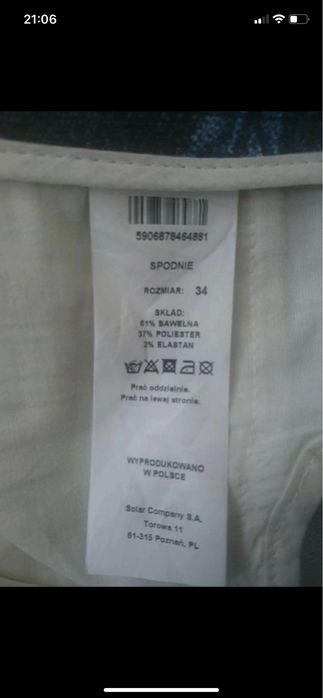 21:06
5906878464881
SPODNIE
ROZMIAR: 34
SKŁAD:
61% BAWEŁNA
37% POLIESTER
2% ELASTAN
Prać oddzielnie.
Prać na lewej stronie.
WYPRODUKOWANO
W POLSCE
Solar Company S.A.
Torowa 11
61-315 Poznań, PL